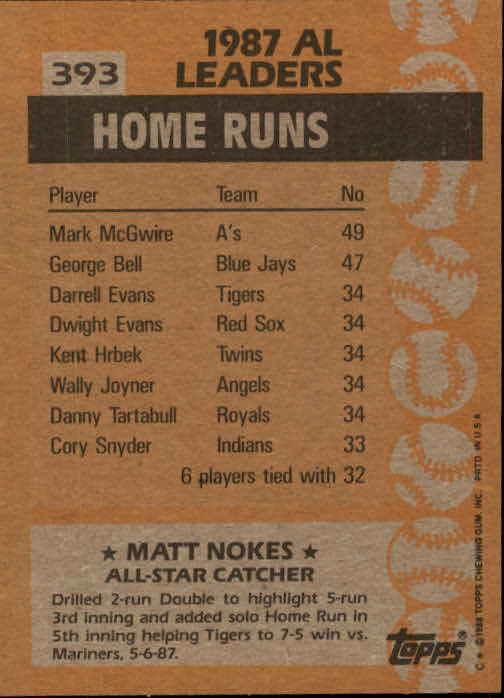 1987 AL
LEADERS
393
HOME RUNS
Player Team No
Mark McGwire A's 49
George Bell Blue Jays 47
Darrell Evans Tigers 34
Dwight Evans Red Sox 34
Kent Hrbek Twins 34
Wally Joyner Angels 34
Danny Tartabull Royals 34
Cory Snyder Indians 33
6 players tied with 32
★ MATT NOKES ★
ALL-STAR CATCHER
Drilled 2-run Double to highlight 5-run
3rd inning and added solo Home Run in
5th inning helping Tigers to 7-5 win vs.
Mariners, 5-6-87.
topps®
C * ©1988 TOPPS CHEWING GUM, INC. PRTD. IN U.S.A.